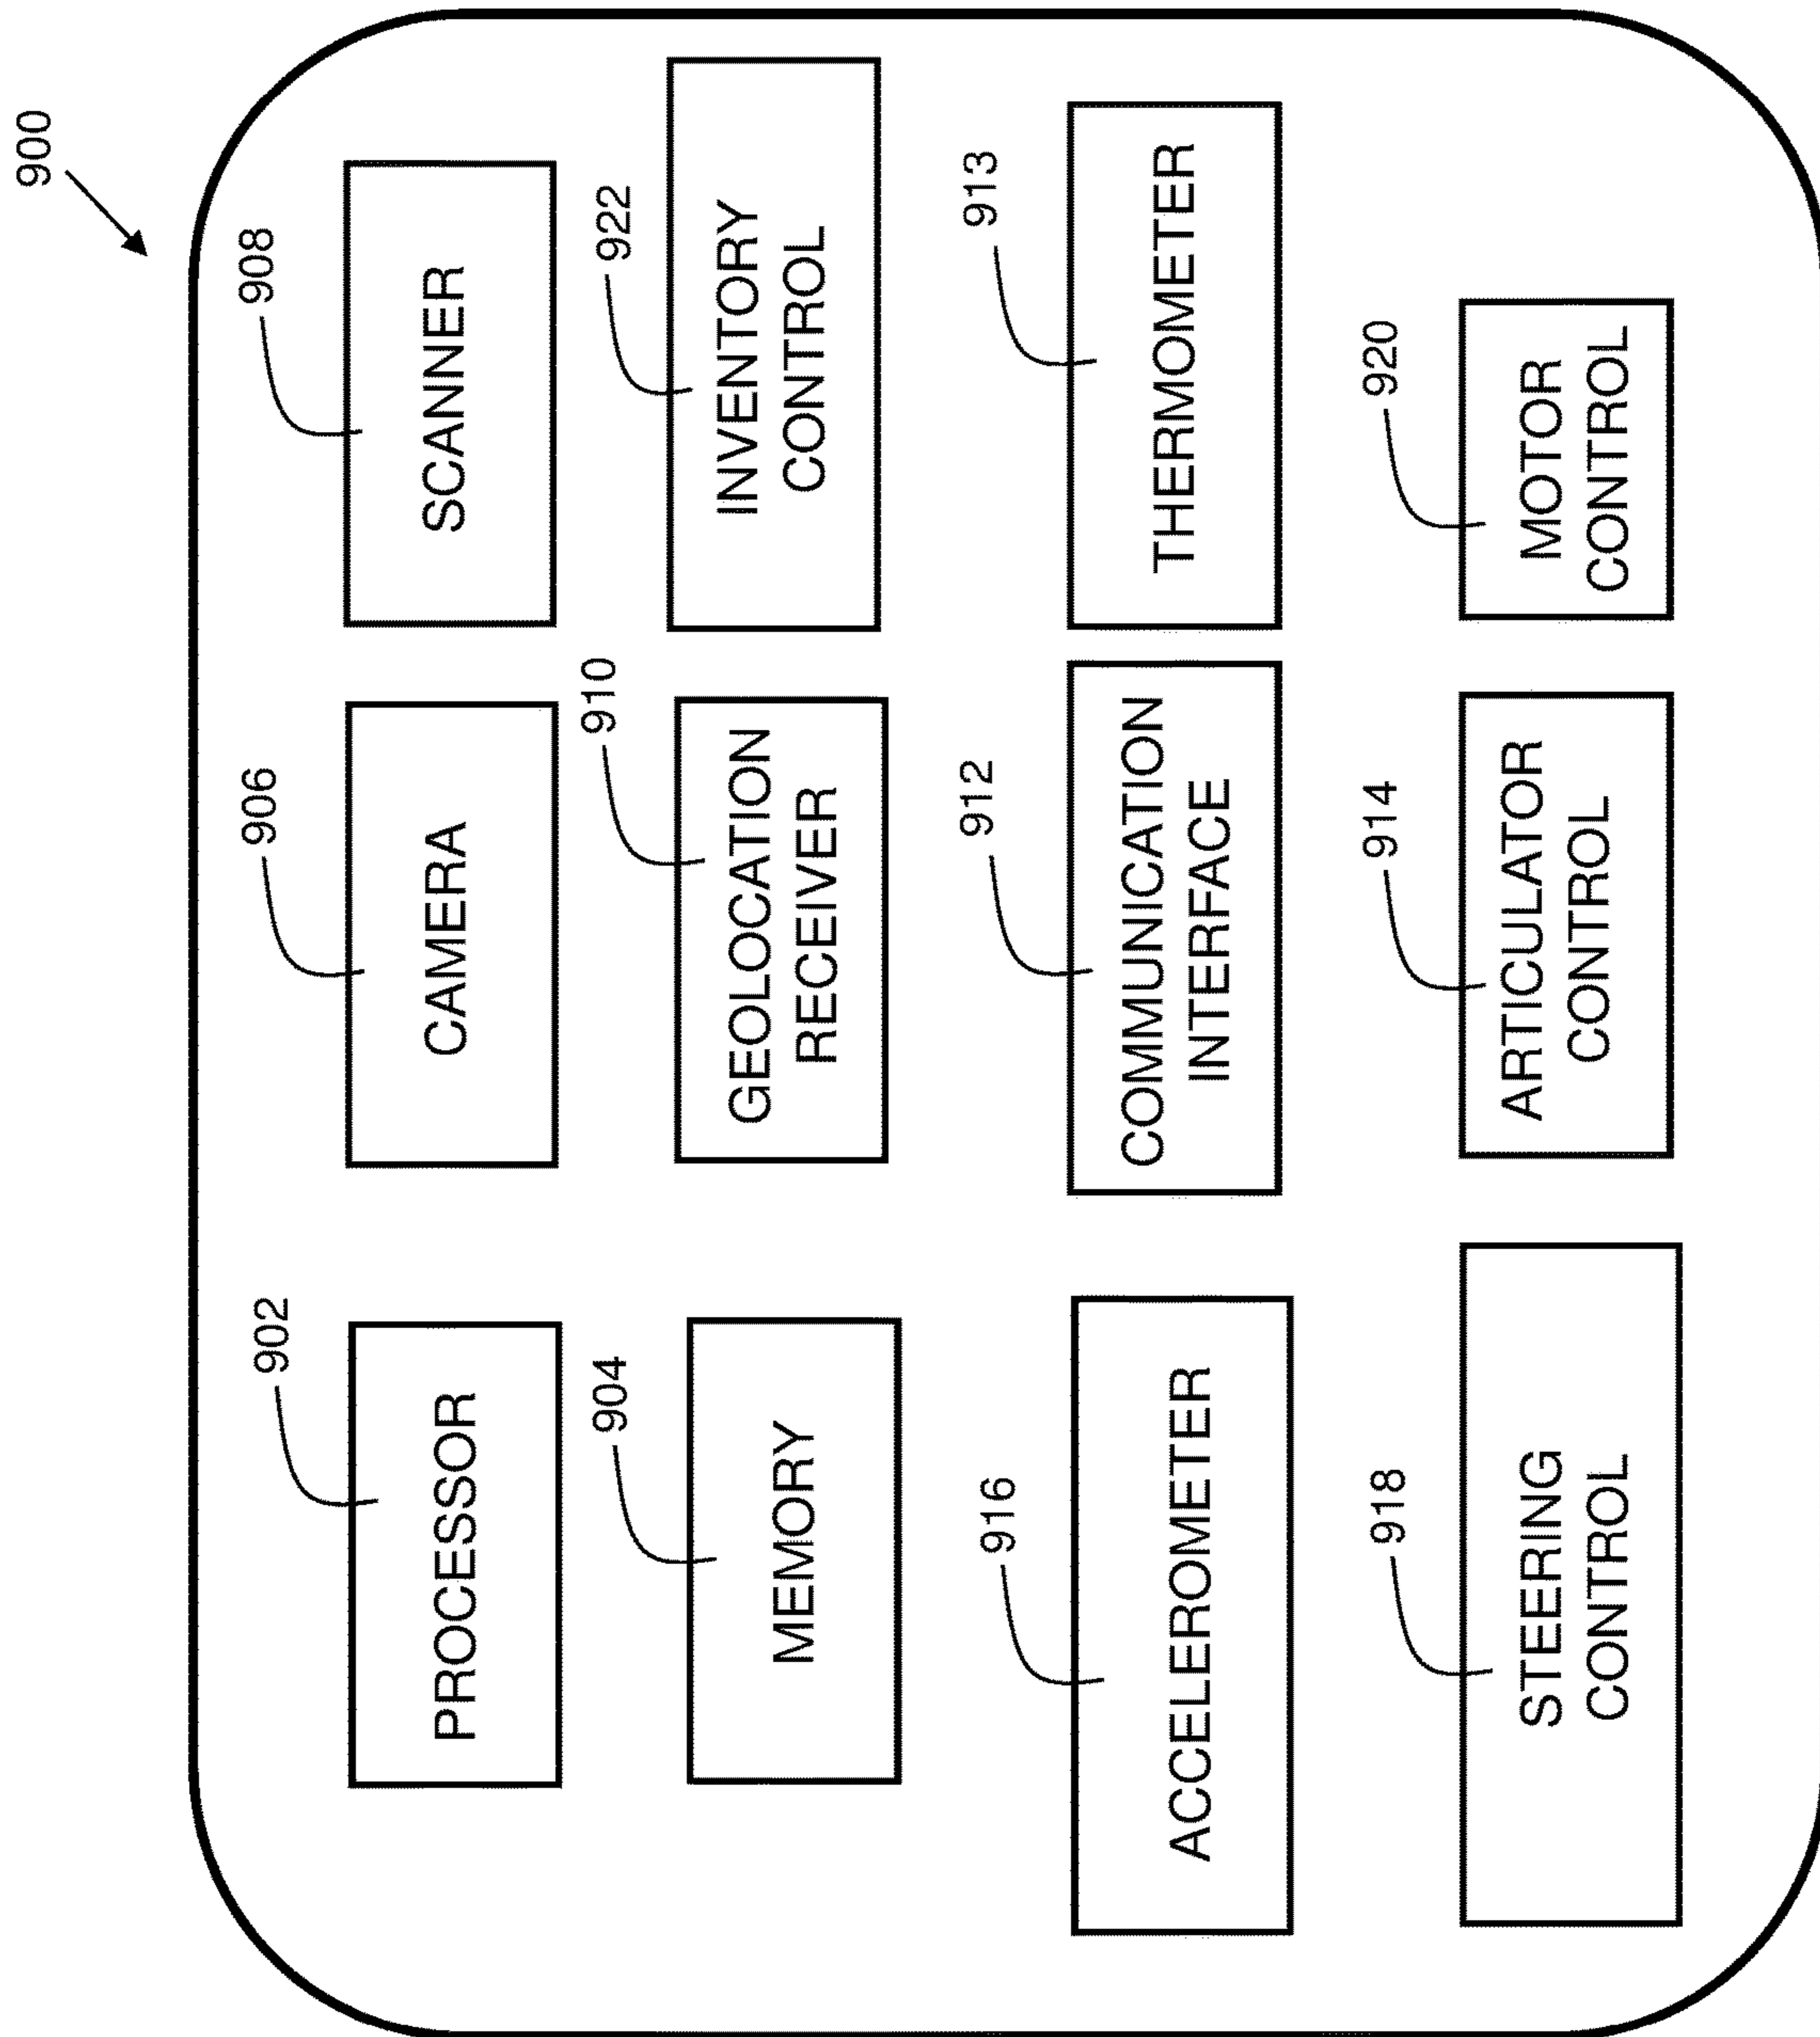 900
902
PROCESSOR
906
CAMERA
908
SCANNER
904
MEMORY
910
GEOLOCATION
RECEIVER
922
INVENTORY
CONTROL
916
ACCELEROMETER
912
COMMUNICATION
INTERFACE
913
THERMOMETER
918
STEERING
CONTROL
914
ARTICULATOR
CONTROL
920
MOTOR
CONTROL